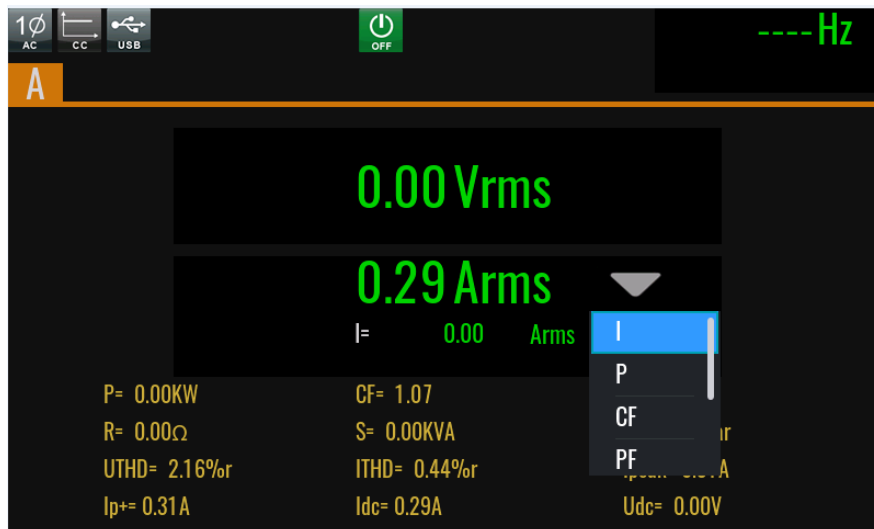 1Ø
AC
CC
USB
OFF
----Hz
A
0.00 Vrms
0.29 Arms
I= 0.00 Arms
I
P
CF
PF
P= 0.00KW CF= 1.07
R= 0.00Ω S= 0.00KVA
UTHD= 2.16%r ITHD= 0.44%r
Ip+= 0.31A Idc= 0.29A Udc= 0.00V